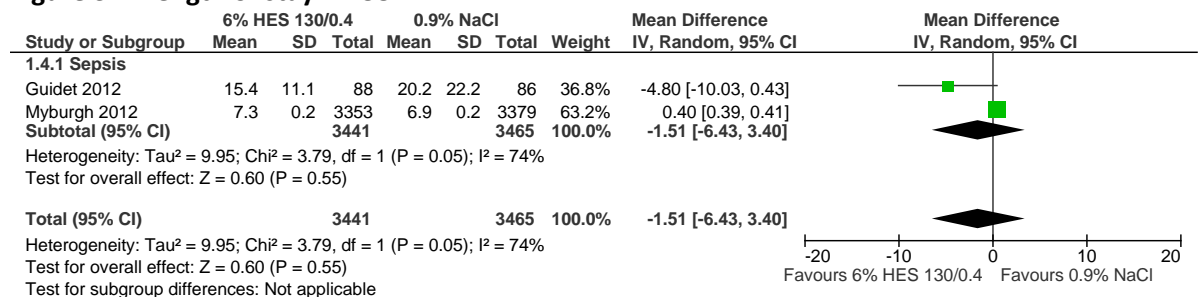 6% HES 130/0.4 0.9% NaCl Mean Difference Mean Difference
Study or Subgroup Mean SD Total Mean SD Total Weight IV, Random, 95% CI IV, Random, 95% CI
1.4.1 Sepsis
Guidet 2012 15.4 11.1 88 20.2 22.2 86 36.8% -4.80 [-10.03, 0.43]
Myburgh 2012 7.3 0.2 3353 6.9 0.2 3379 63.2% 0.40 [0.39, 0.41]
Subtotal (95% CI) 3441 3465 100.0% -1.51 [-6.43, 3.40]
Heterogeneity: Tau² = 9.95; Chi² = 3.79, df = 1 (P = 0.05); I² = 74%
Test for overall effect: Z = 0.60 (P = 0.55)
Total (95% CI) 3441 3465 100.0% -1.51 [-6.43, 3.40]
Heterogeneity: Tau² = 9.95; Chi² = 3.79, df = 1 (P = 0.05); I² = 74%
-20 -10 0 10 20
Test for overall effect: Z = 0.60 (P = 0.55)
Favours 6% HES 130/0.4 Favours 0.9% NaCl
Test for subgroup differences: Not applicable